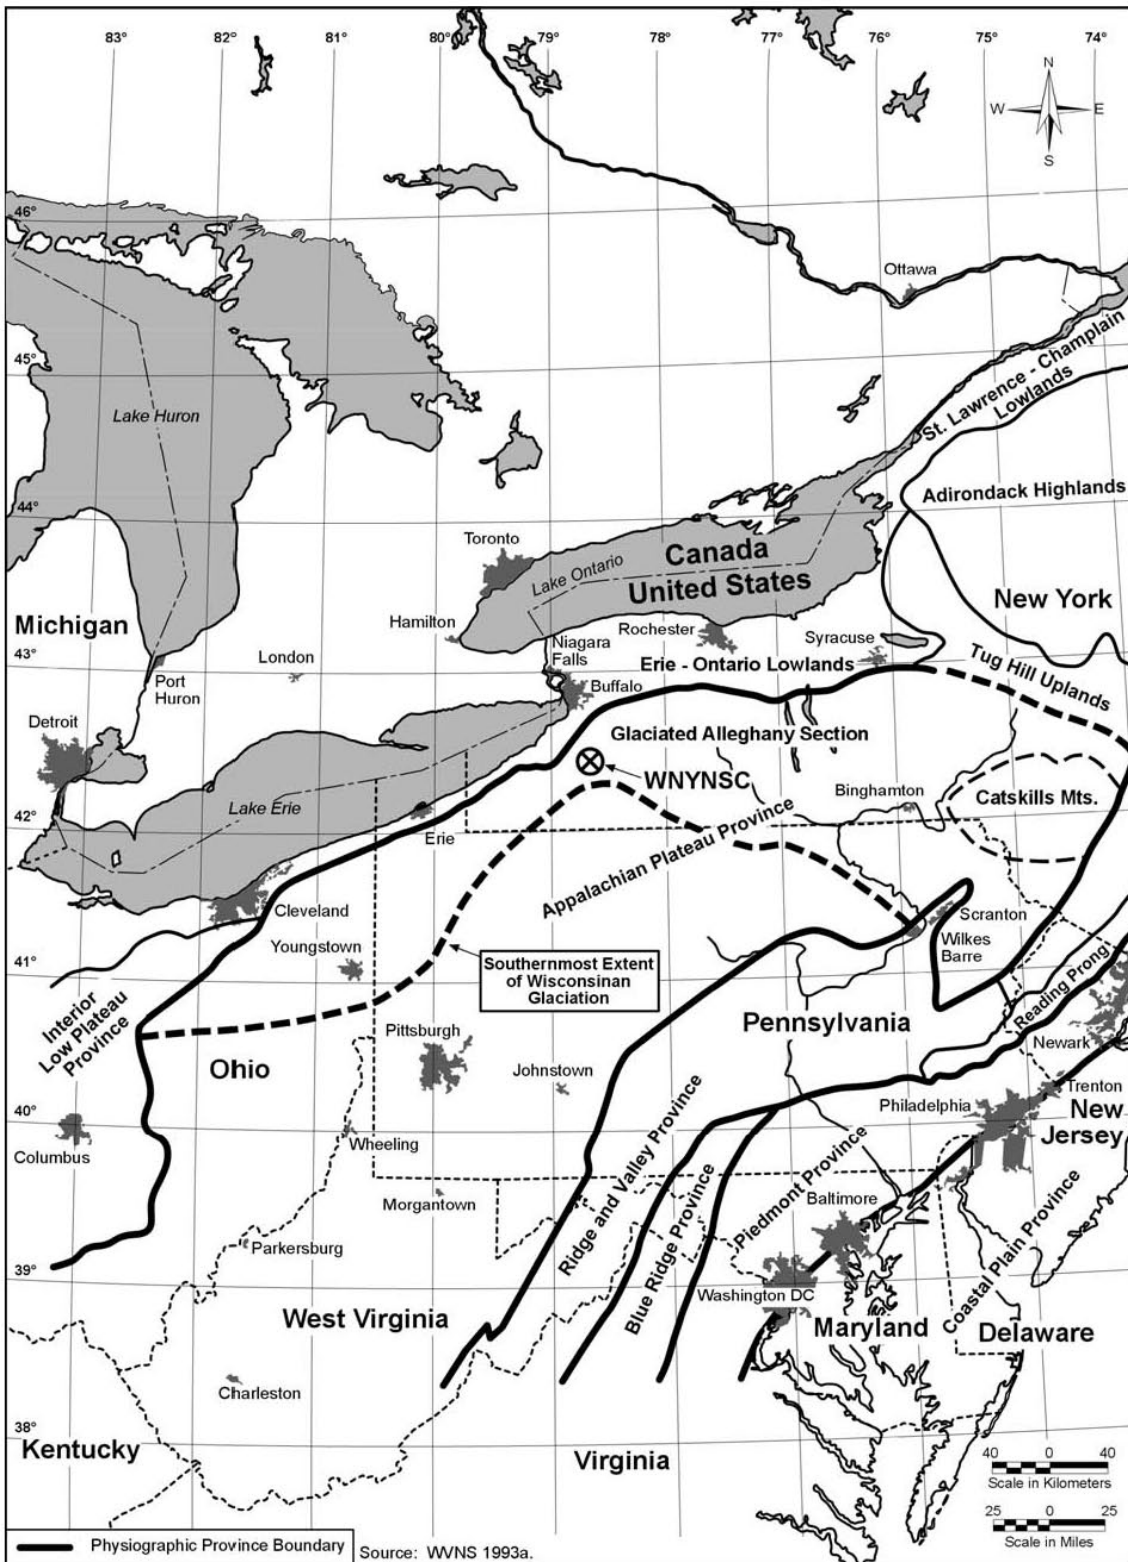 83°
82°
81°
80°
79°
78°
77°
76°
75°
74°
N
W
E
S
46°
Ottawa
45°
St. Lawrence - Champlain
Lowlands
Lake Huron
44°
Adirondack Highlands
Toronto
Lake Ontario
Canada
United States
Michigan
Hamilton
Rochester
Syracuse
New York
43°
London
Niagara
Falls
Erie - Ontario Lowlands
Tug Hill Uplands
Port
Huron
Buffalo
Detroit
Glaciated Alleghany Section
WNYNSC
Binghamton
Catskills Mts.
Lake Erie
42°
Erie
Appalachian Plateau Province
Cleveland
Scranton
Wilkes
Barre
Youngstown
41°
Southernmost Extent
of Wisconsinan
Glaciation
Interior
Low Plateau
Province
Reading Prong
Pennsylvania
Pittsburgh
Newark
Ohio
Johnstown
Trenton
Philadelphia
New
Jersey
40°
Columbus
Wheeling
Ridge and Valley Province
Piedmont Province
Morgantown
Baltimore
Blue Ridge Province
Coastal Plain Province
Parkersburg
39°
Washington DC
West Virginia
Maryland
Delaware
Charleston
38°
Kentucky
Virginia
40 0 40
Scale in Kilometers
25 0 25
Scale in Miles
Physiographic Province Boundary
Source: WVNS 1993a.